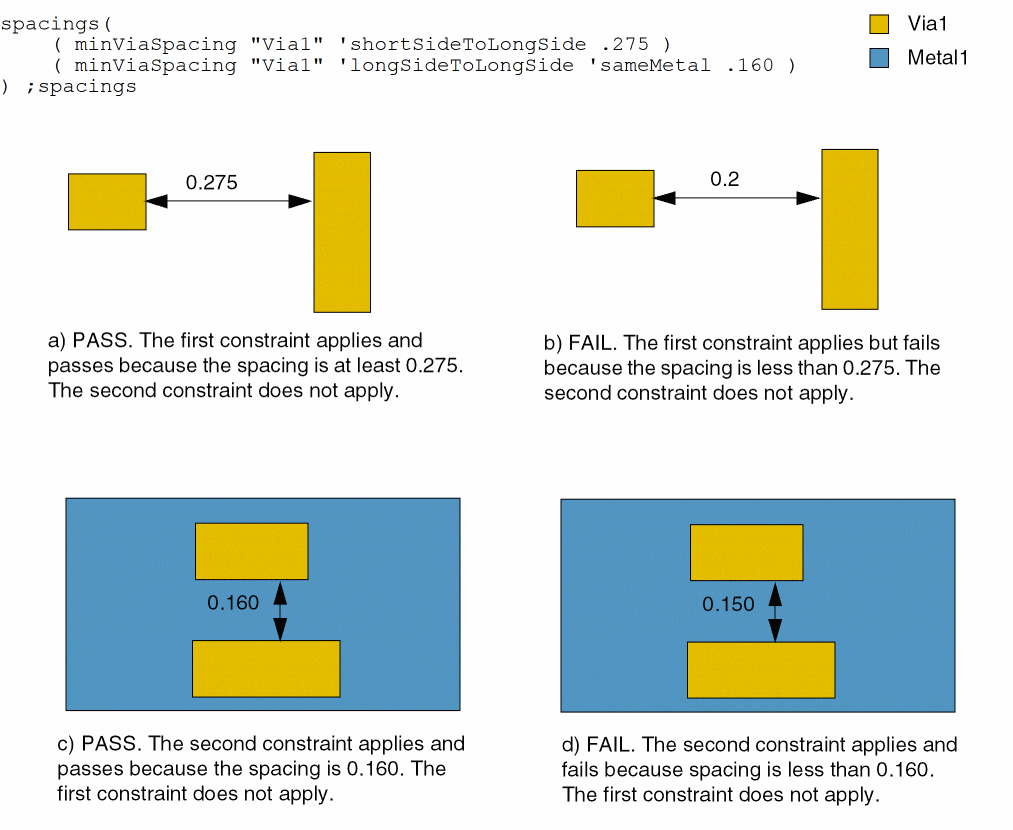 spacings(
( minViaSpacing "Via1" 'shortSideToLongSide .275 )
( minViaSpacing "Via1" 'longSideToLongSide 'sameMetal .160 )
) ;spacings
Via1
Metal1
0.275
0.2
a) PASS. The first constraint applies and
passes because the spacing is at least 0.275.
The second constraint does not apply.
b) FAIL. The first constraint applies but fails
because the spacing is less than 0.275. The
second constraint does not apply.
0.160
0.150
c) PASS. The second constraint applies and
passes because the spacing is 0.160. The
first constraint does not apply.
d) FAIL. The second constraint applies and
fails because spacing is less than 0.160.
The first constraint does not apply.